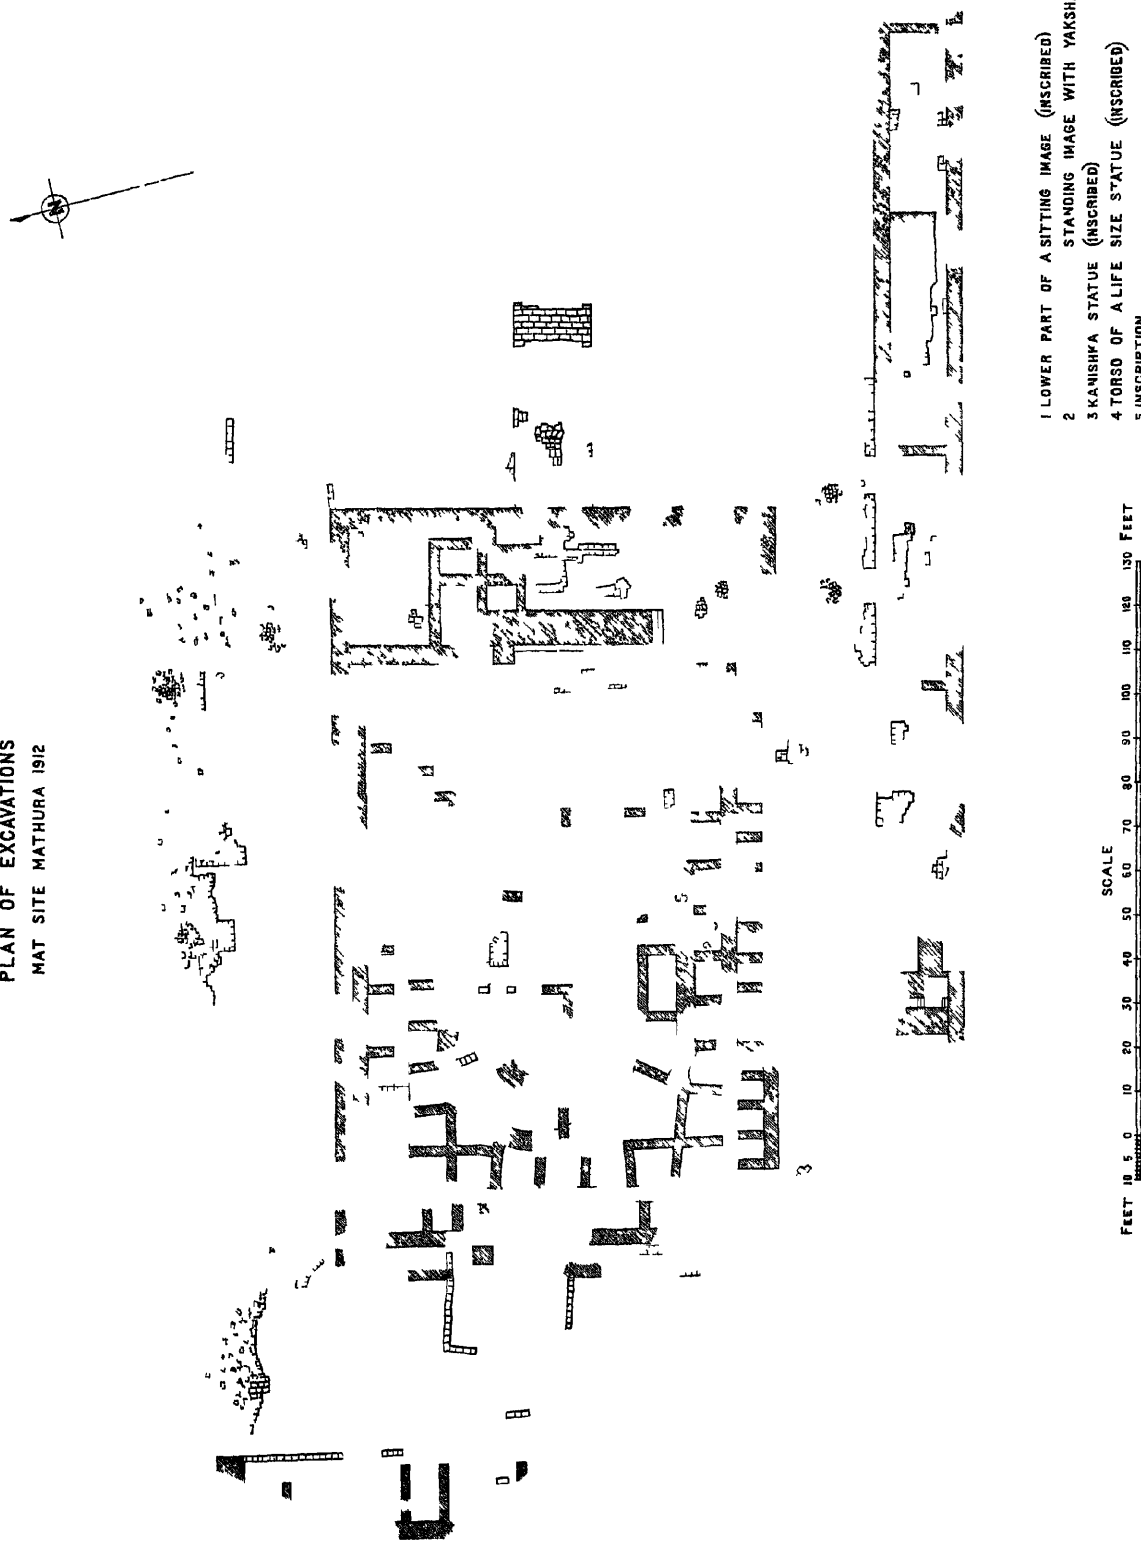 PLAN OF EXCAVATIONS
MAT SITE MATHURA 1912
N
3
5
1 LOWER PART OF A SITTING IMAGE (INSCRIBED)
2 STANDING IMAGE WITH YAKSH
3 KANISHKA STATUE (INSCRIBED)
4 TORSO OF A LIFE SIZE STATUE (INSCRIBED)
5 INSCRIPTION
SCALE
FEET 10 5 0 10 20 30 40 50 60 70 80 90 100 110 120 130 FEET